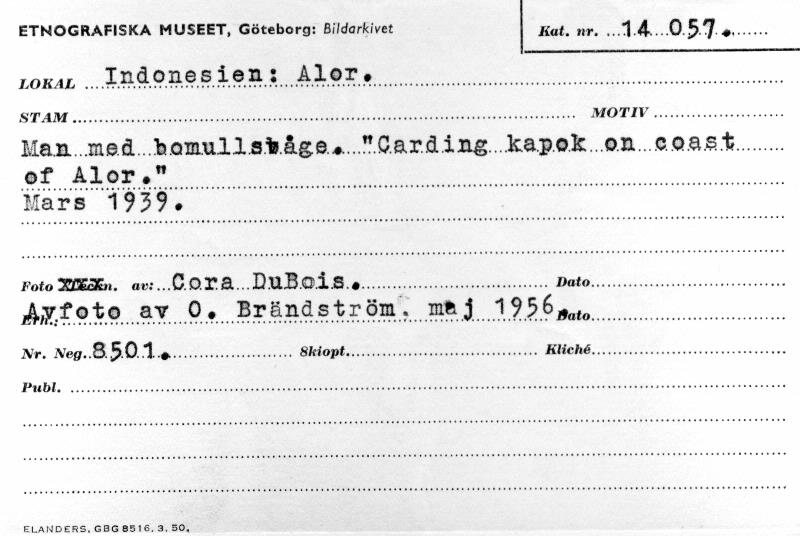 ETNOGRAFISKA MUSEET, Göteborg: Bildarkivet
Kat. nr. 14 057.
LOKAL Indonesien: Alor.
STAM MOTIV
Man med bomullsbåge. "Carding kapok on coast
of Alor."
Mars 1939.
Foto Teckn. av: Cora DuBois. Dato
Avfoto av O. Brändström, maj 1956.
Erh.: Dato
Nr. Neg. 8501. Skiopt. Kliché
Publ.
ELANDERS, GBG 8516, 3, 50,